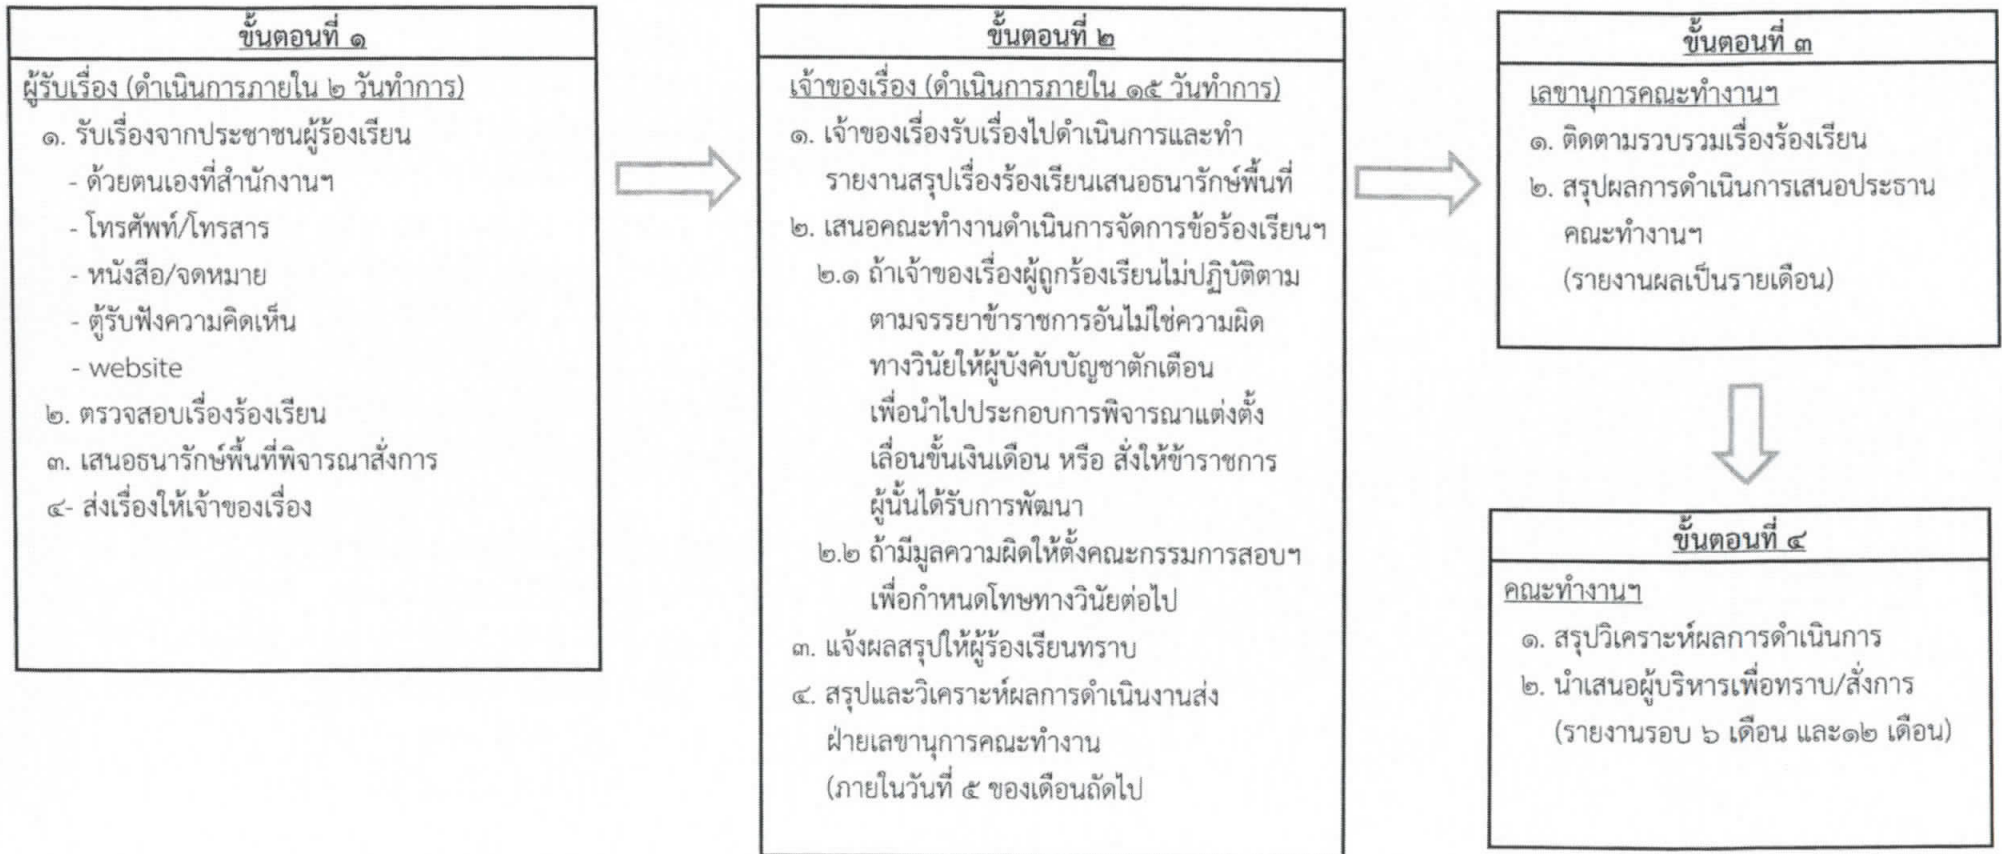 ขั้นตอนที่ ๑
ผู้รับเรื่อง (ดำเนินการภายใน ๒ วันทำการ)
๑. รับเรื่องจากประชาชนผู้ร้องเรียน
- ด้วยตนเองที่สำนักงานฯ
- โทรศัพท์/โทรสาร
- หนังสือ/จดหมาย
- ตู้รับฟังความคิดเห็น
- website
๒. ตรวจสอบเรื่องร้องเรียน
๓. เสนอธนารักษ์พื้นที่พิจารณาสั่งการ
๔- ส่งเรื่องให้เจ้าของเรื่อง
ขั้นตอนที่ ๒
เจ้าของเรื่อง (ดำเนินการภายใน ๑๕ วันทำการ)
๑. เจ้าของเรื่องรับเรื่องไปดำเนินการและทำ
รายงานสรุปเรื่องร้องเรียนเสนอธนารักษ์พื้นที่
๒. เสนอคณะทำงานดำเนินการจัดการข้อร้องเรียนฯ
๒.๑ ถ้าเจ้าของเรื่องผู้ถูกร้องเรียนไม่ปฏิบัติตาม
ตามจรรยาข้าราชการอันไม่ใช่ความผิด
ทางวินัยให้ผู้บังคับบัญชาตักเตือน
เพื่อนำไปประกอบการพิจารณาแต่งตั้ง
เลื่อนขั้นเงินเดือน หรือ สั่งให้ข้าราชการ
ผู้นั้นได้รับการพัฒนา
๒.๒ ถ้ามีมูลความผิดให้ตั้งคณะกรรมการสอบฯ
เพื่อกำหนดโทษทางวินัยต่อไป
๓. แจ้งผลสรุปให้ผู้ร้องเรียนทราบ
๔. สรุปและวิเคราะห์ผลการดำเนินงานส่ง
ฝ่ายเลขานุการคณะทำงาน
(ภายในวันที่ ๕ ของเดือนถัดไป
ขั้นตอนที่ ๓
เลขานุการคณะทำงานฯ
๑. ติดตามรวบรวมเรื่องร้องเรียน
๒. สรุปผลการดำเนินการเสนอประธาน
คณะทำงานฯ
(รายงานผลเป็นรายเดือน)
ขั้นตอนที่ ๔
คณะทำงานฯ
๑. สรุปวิเคราะห์ผลการดำเนินการ
๒. นำเสนอผู้บริหารเพื่อทราบ/สั่งการ
(รายงานรอบ ๖ เดือน และ๑๒ เดือน)